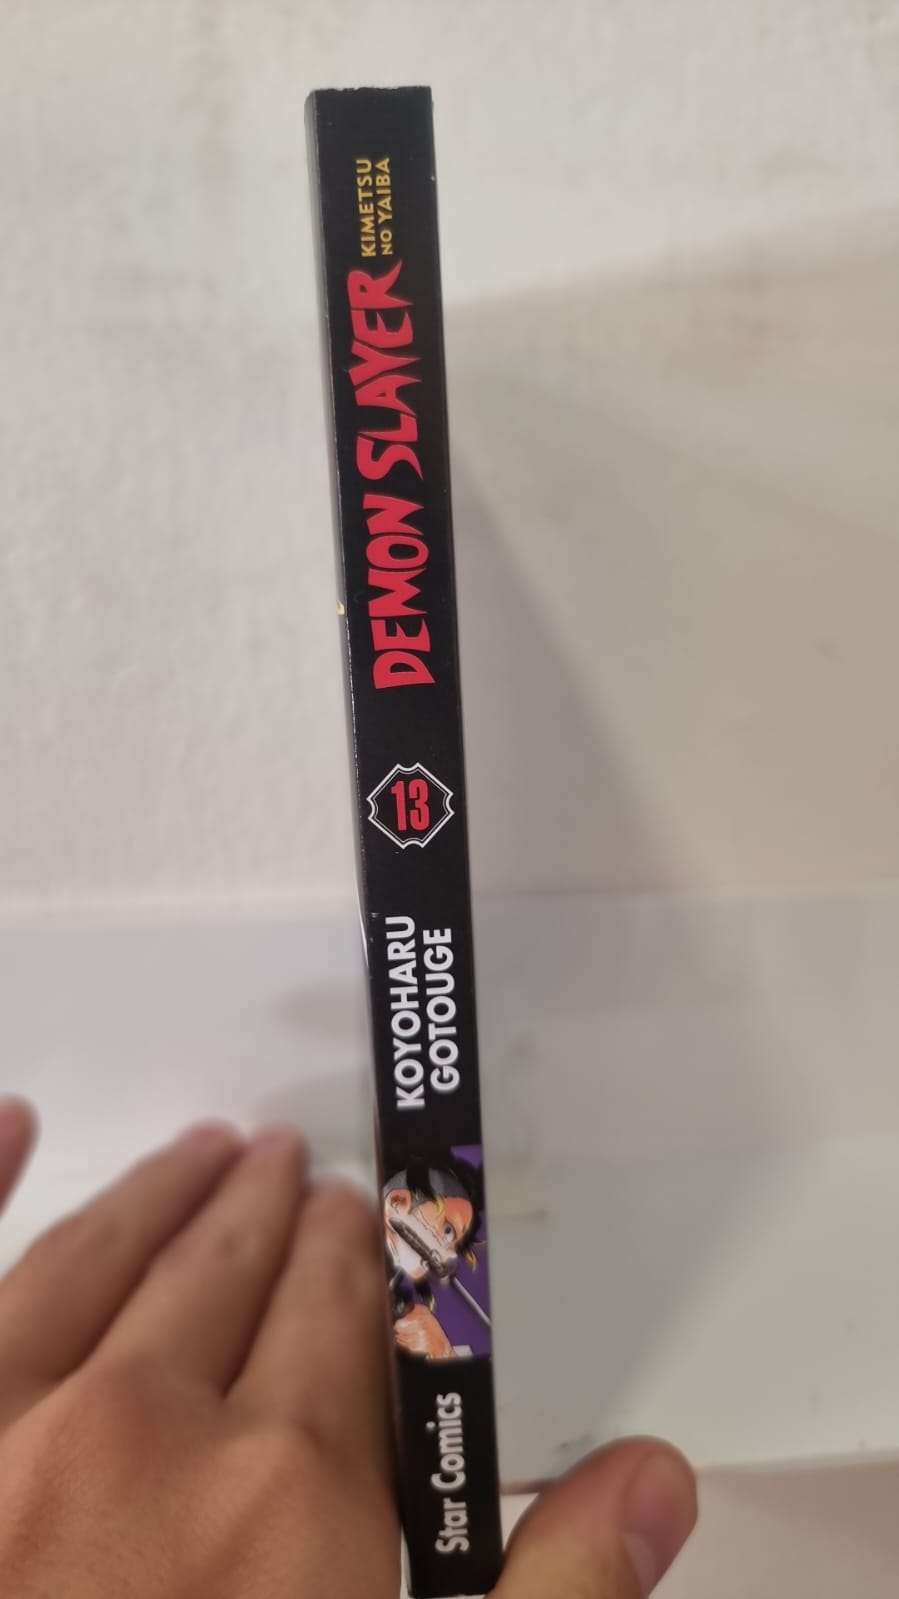 DEMON SLAYER
KIMETSU
NO YAIBA
13
KOYOHARU
GOTOUGE
Star Comics